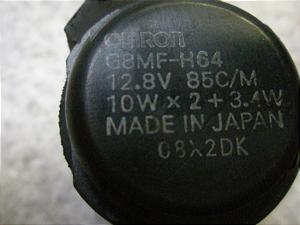 OMRON
G8MF-H64
12.8V 85C/M
10W × 2 + 3.4W
MADE IN JAPAN
08X2DK